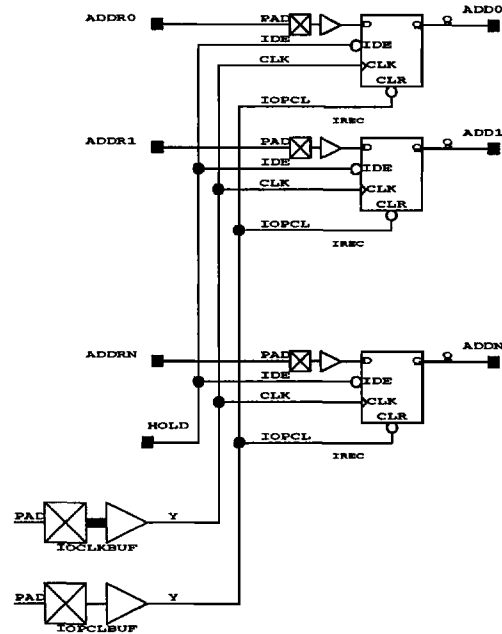 ADDR0 PAD D Q Q ADD0
IDE IDE
CLK CLK
CLR
IOPCL IREC
ADDR1 PAD D Q Q ADD1
IDE IDE
CLK CLK
CLR
IOPCL IREC
ADDRN PAD D Q Q ADDN
IDE IDE
CLK CLK
CLR
HOLD IOPCL IREC
PAD Y
IOCLKBUF
PAD Y
IOPCLBUF